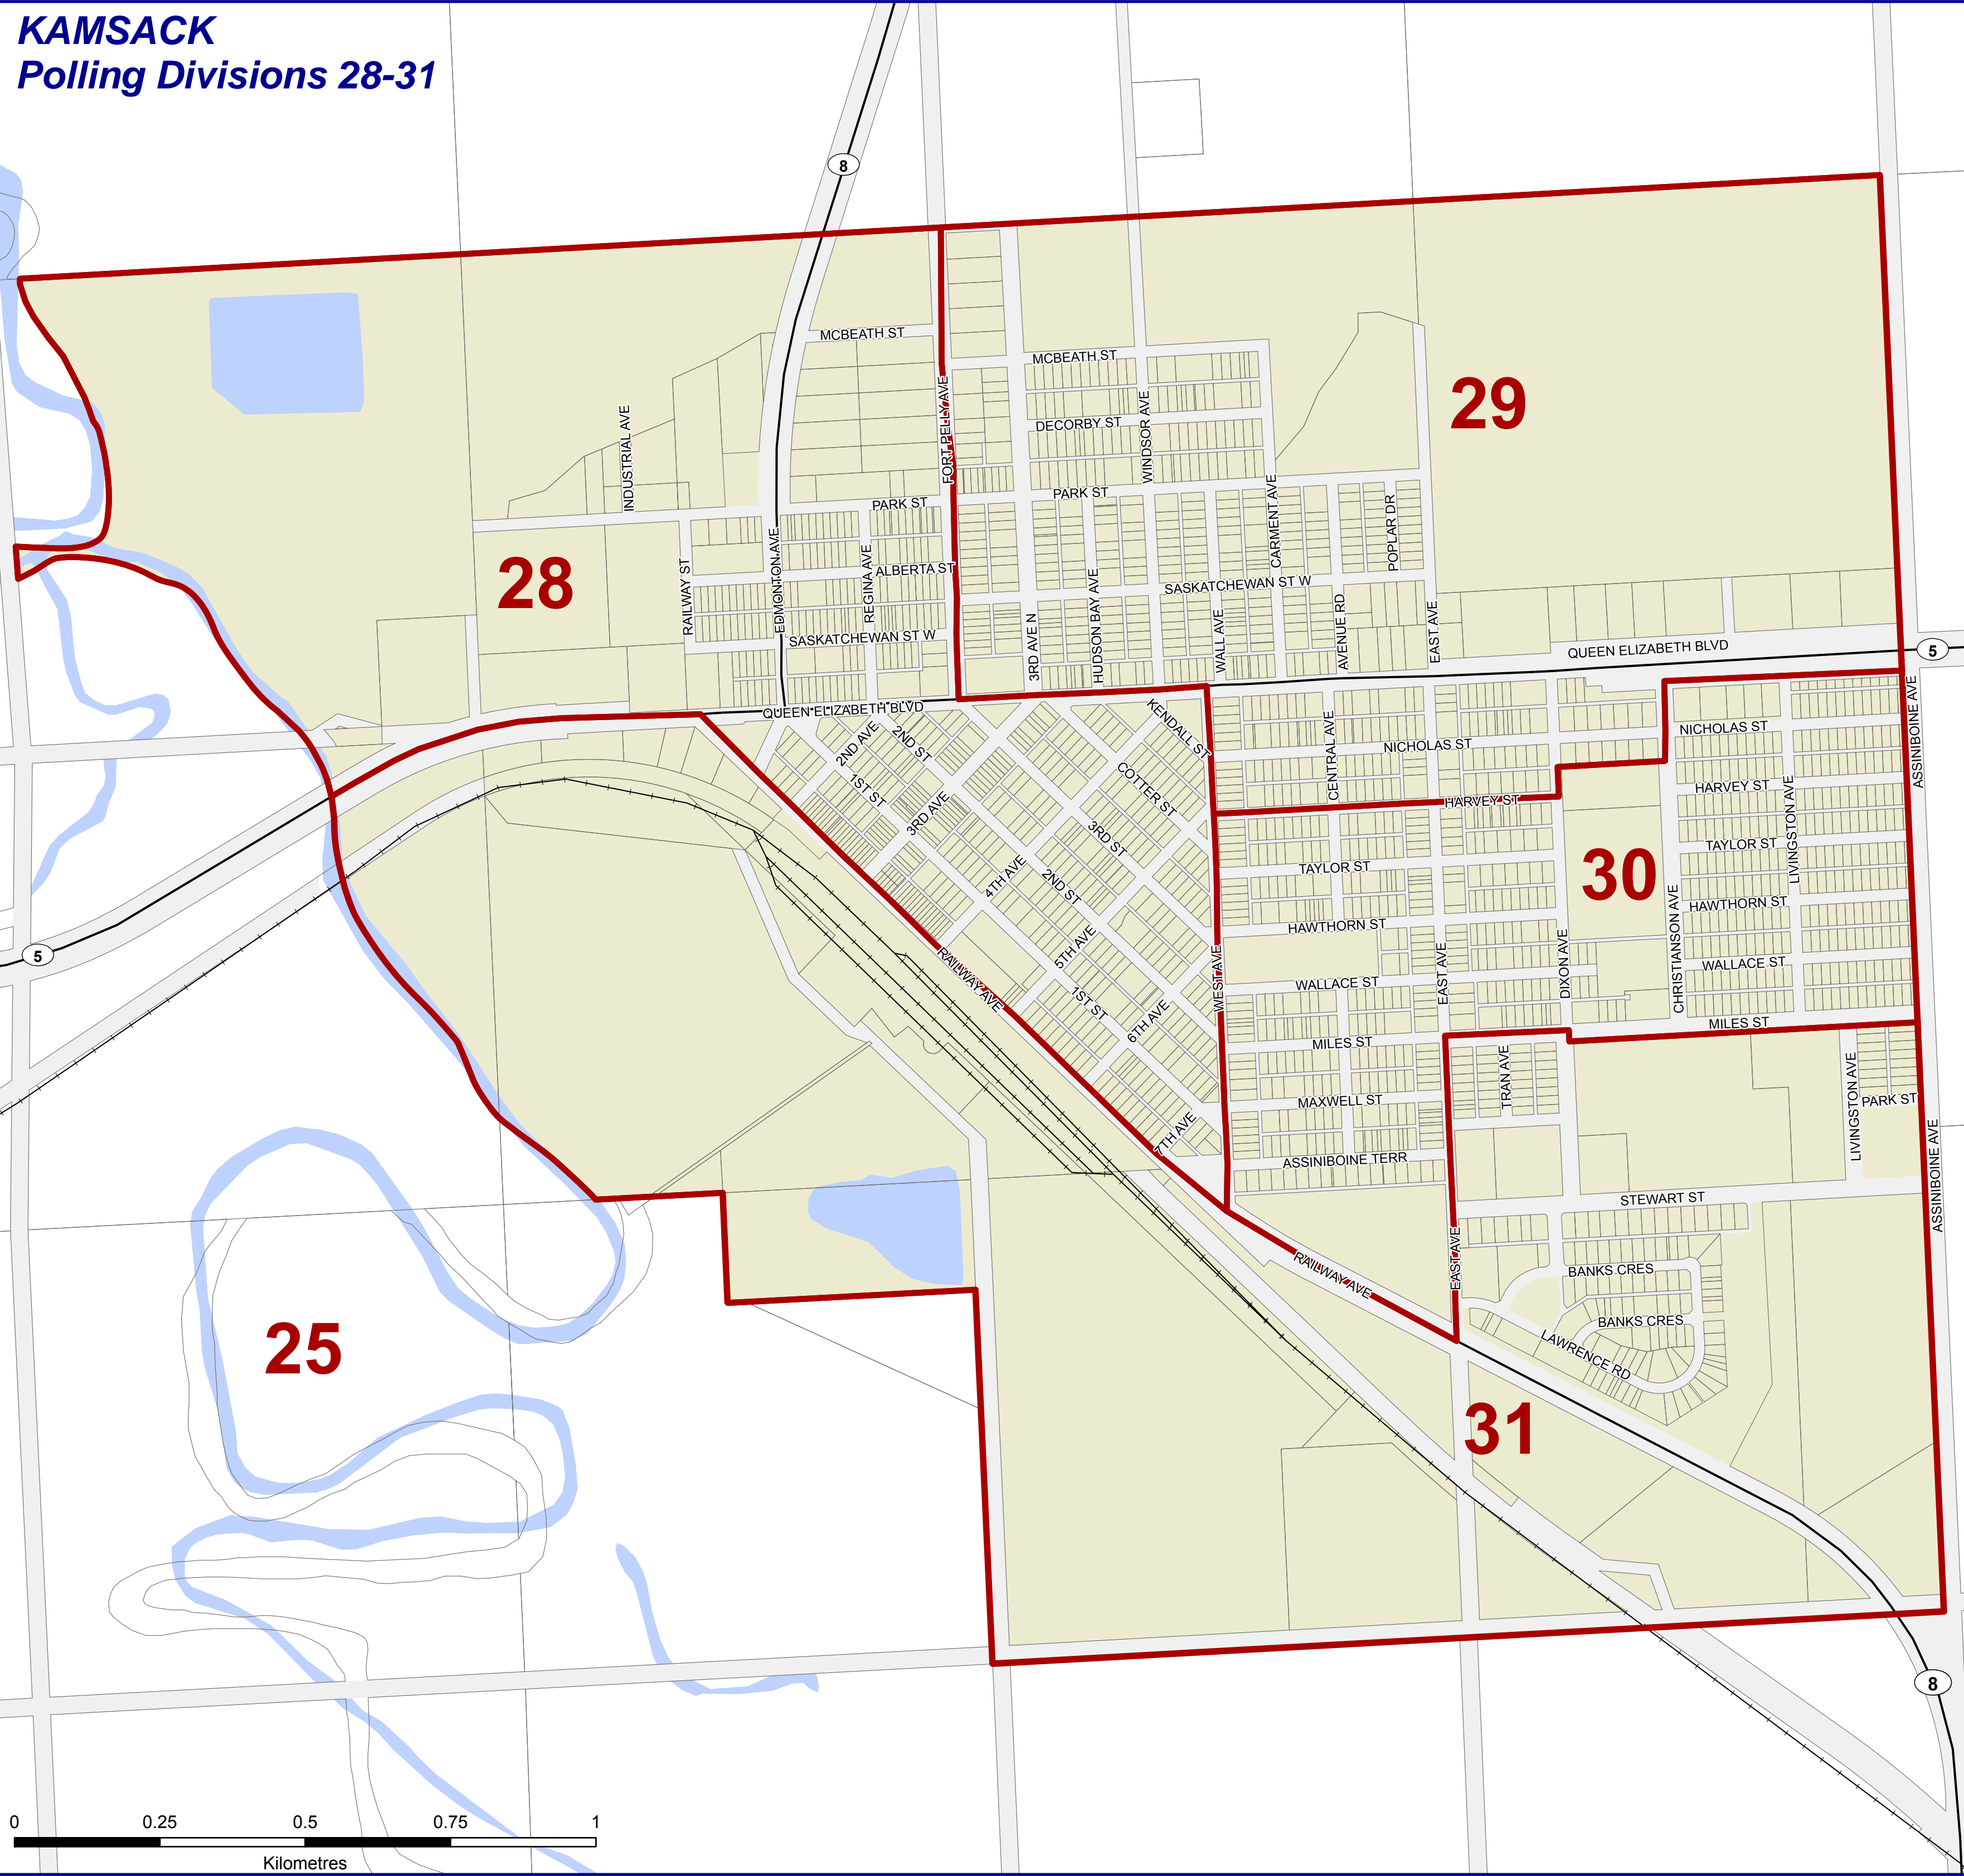 KAMSACK
Polling Divisions 28-31
8
MCBEATH ST
MCBEATH ST
29
INDUSTRIAL AVE
FORT PELLY AVE
WINDSOR AVE
DECORBY ST
PARK ST
PARK ST
CARMENT AVE
POPLAR DR
28
RAILWAY ST
EDMONTON AVE
REGINA AVE
ALBERTA ST
SASKATCHEWAN ST W
SASKATCHEWAN ST W
3RD AVE N
HUDSON BAY AVE
WALL AVE
AVENUE RD
EAST AVE
QUEEN ELIZABETH BLVD
5
QUEEN ELIZABETH BLVD
KENDALL ST
2ND AVE
2ND ST
CENTRAL AVE
NICHOLAS ST
NICHOLAS ST
ASSINIBOINE AVE
1ST ST
3RD AVE
COTTER ST
HARVEY ST
HARVEY ST
LIVINGSTON AVE
3RD ST
TAYLOR ST
TAYLOR ST
30
4TH AVE
2ND ST
HAWTHORN ST
HAWTHORN ST
CHRISTIANSON AVE
5
RAILWAY AVE
5TH AVE
WEST AVE
EAST AVE
DIXON AVE
WALLACE ST
WALLACE ST
1ST ST
6TH AVE
MILES ST
MILES ST
TRAN AVE
LIVINGSTON AVE
MAXWELL ST
PARK ST
7TH AVE
ASSINIBOINE TERR
ASSINIBOINE AVE
STEWART ST
EAST AVE
RAILWAY AVE
BANKS CRES
BANKS CRES
LAWRENCE RD
25
31
8
0 0.25 0.5 0.75 1
Kilometres